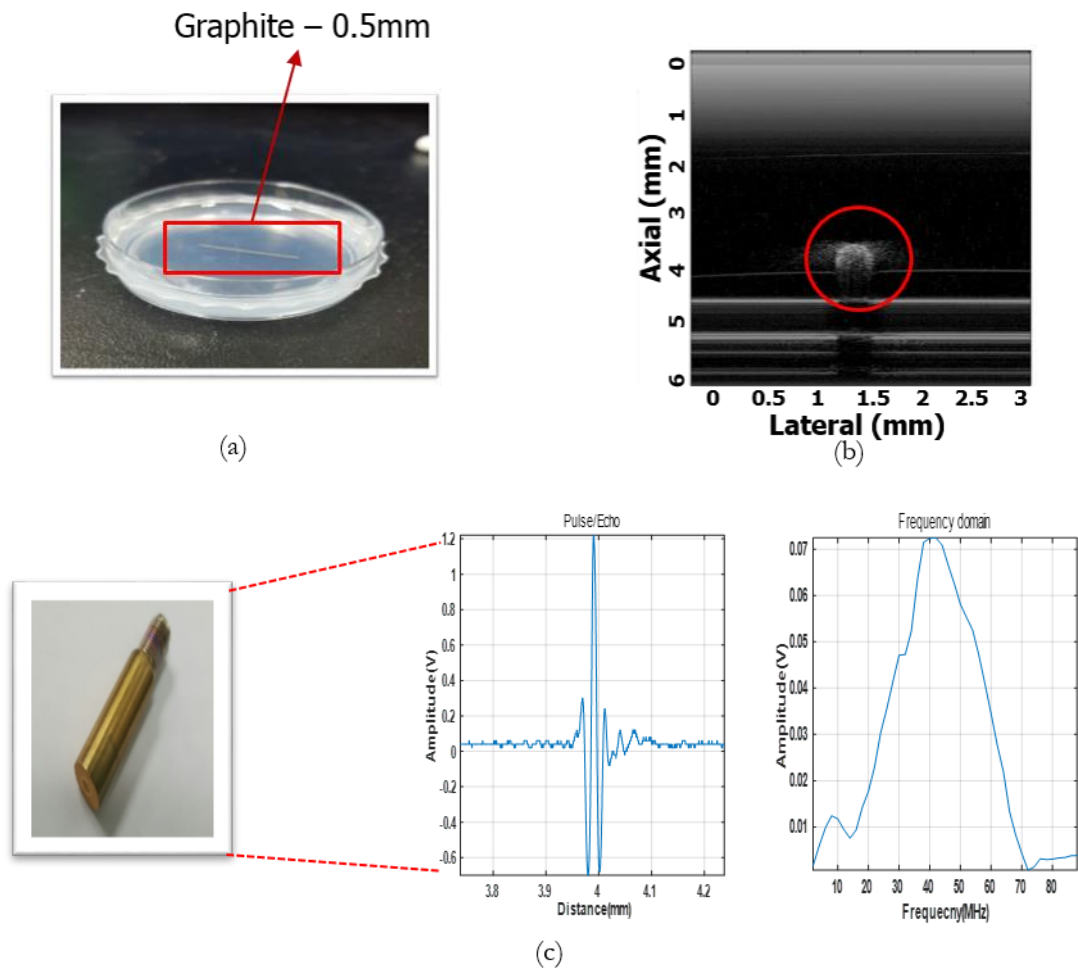 Graphite – 0.5mm
0
1
2
3
4
5
6
Axial (mm)
0 0.5 1 1.5 2 2.5 3
Lateral (mm)
(a)
(b)
Pulse/Echo
1.2
1
0.8
0.6
0.4
0.2
0
-0.2
-0.4
-0.6
Amplitude(V)
3.8 3.9 4 4.1 4.2
Distance(mm)
Frequency domain
0.07
0.06
0.05
0.04
0.03
0.02
0.01
Amplitude(V)
10 20 30 40 50 60 70 80
Frequecny(MHz)
(c)